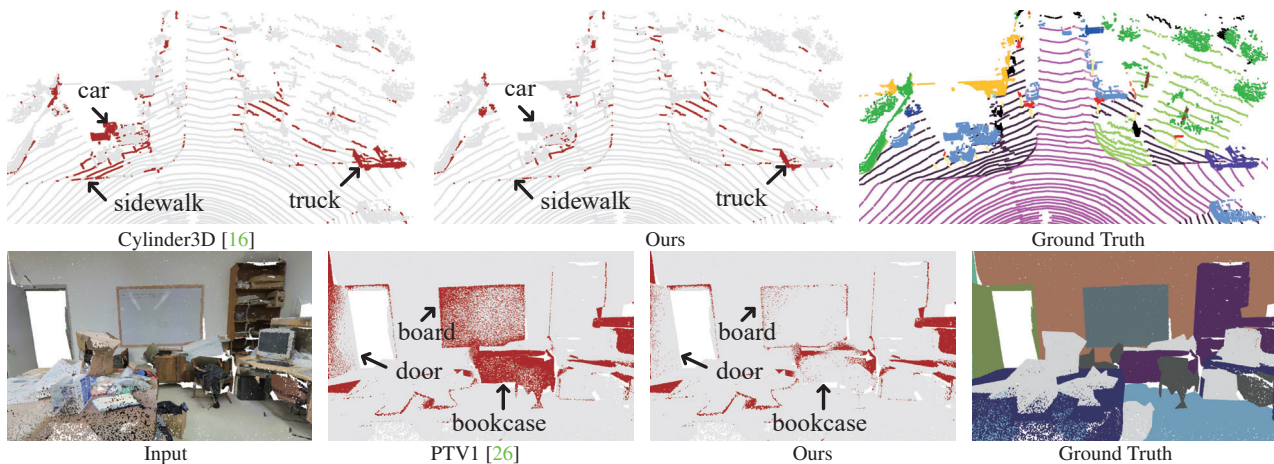 car
car
sidewalk
truck
sidewalk
truck
Cylinder3D [16]
Ours
Ground Truth
board
door
bookcase
board
door
bookcase
Input
PTV1 [26]
Ours
Ground Truth